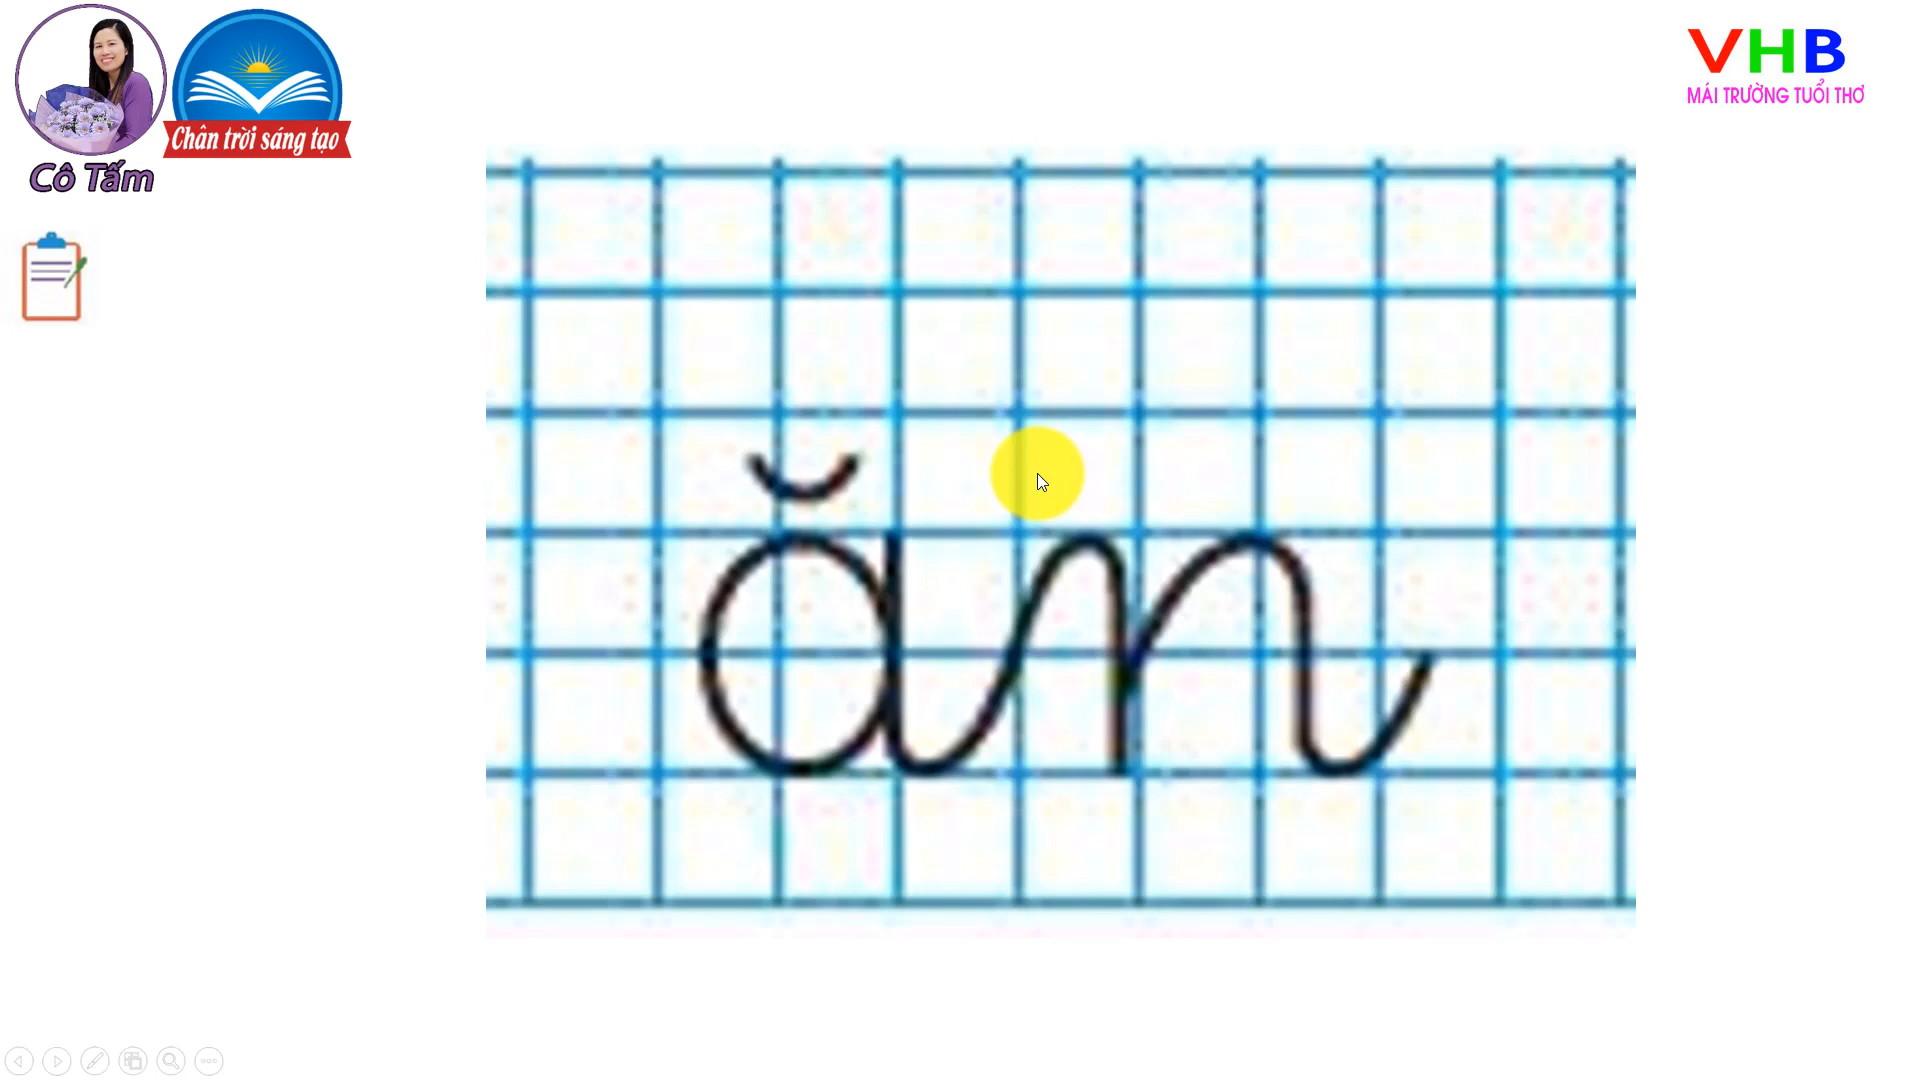 Cô Tấm
Chân trời sáng tạo
VHB
MÁI TRƯỜNG TUỔI THƠ
ăn